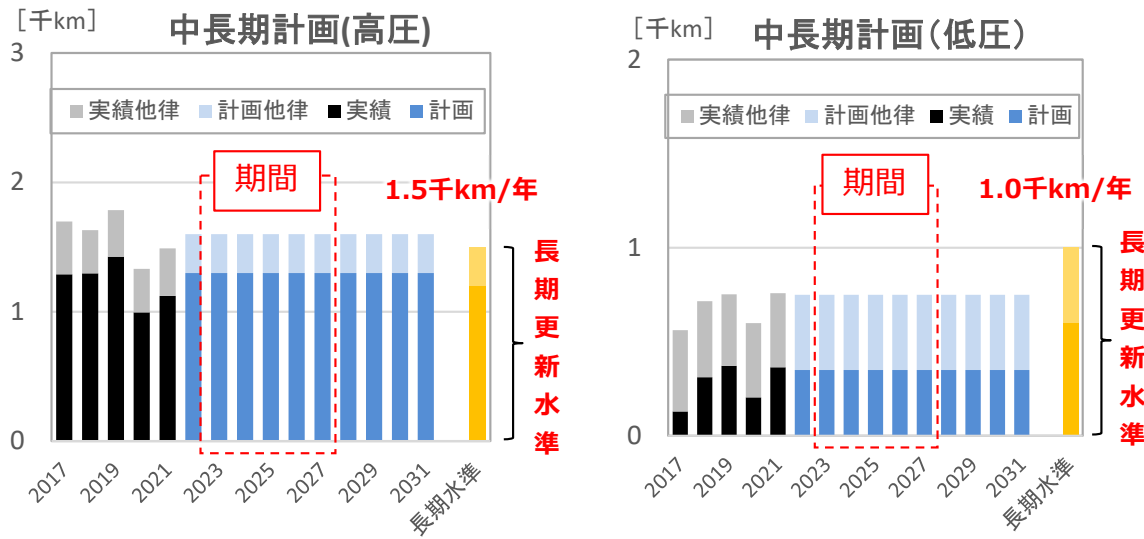 [千km]
中長期計画(高圧)
3
実績他律 計画他律 実績 計画
期間
2
1.5千km/年
1
長期更新水準
0
2017 2019 2021 2023 2025 2027 2029 2031 長期水準
[千km]
中長期計画（低圧）
2
実績他律 計画他律 実績 計画
期間
1.0千km/年
1
長期更新水準
0
2017 2019 2021 2023 2025 2027 2029 2031 長期水準